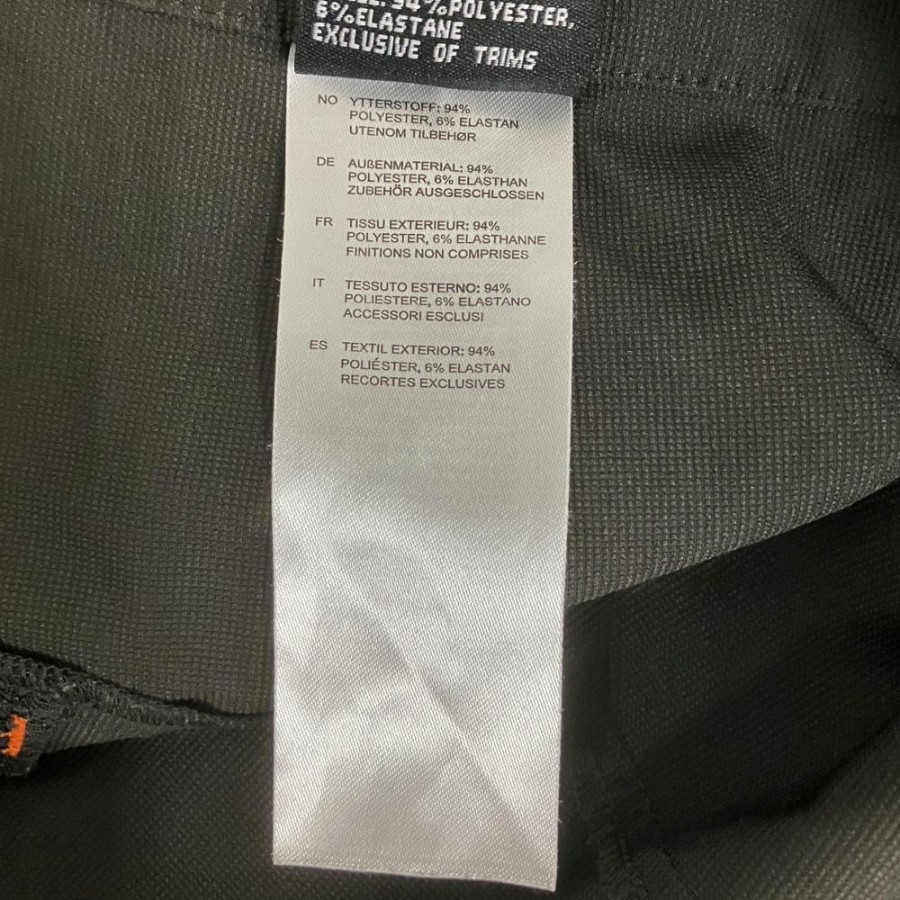 94%POLYESTER,
6%ELASTANE
EXCLUSIVE OF TRIMS
NO YTTERSTOFF: 94%
POLYESTER, 6% ELASTAN
UTENOM TILBEHØR
DE AUßENMATERIAL: 94%
POLYESTER, 6% ELASTHAN
ZUBEHÖR AUSGESCHLOSSEN
FR TISSU EXTERIEUR: 94%
POLYESTER, 6% ELASTHANNE
FINITIONS NON COMPRISES
IT TESSUTO ESTERNO: 94%
POLIESTERE, 6% ELASTANO
ACCESSORI ESCLUSI
ES TEXTIL EXTERIOR: 94%
POLIÉSTER, 6% ELASTAN
RECORTES EXCLUSIVES